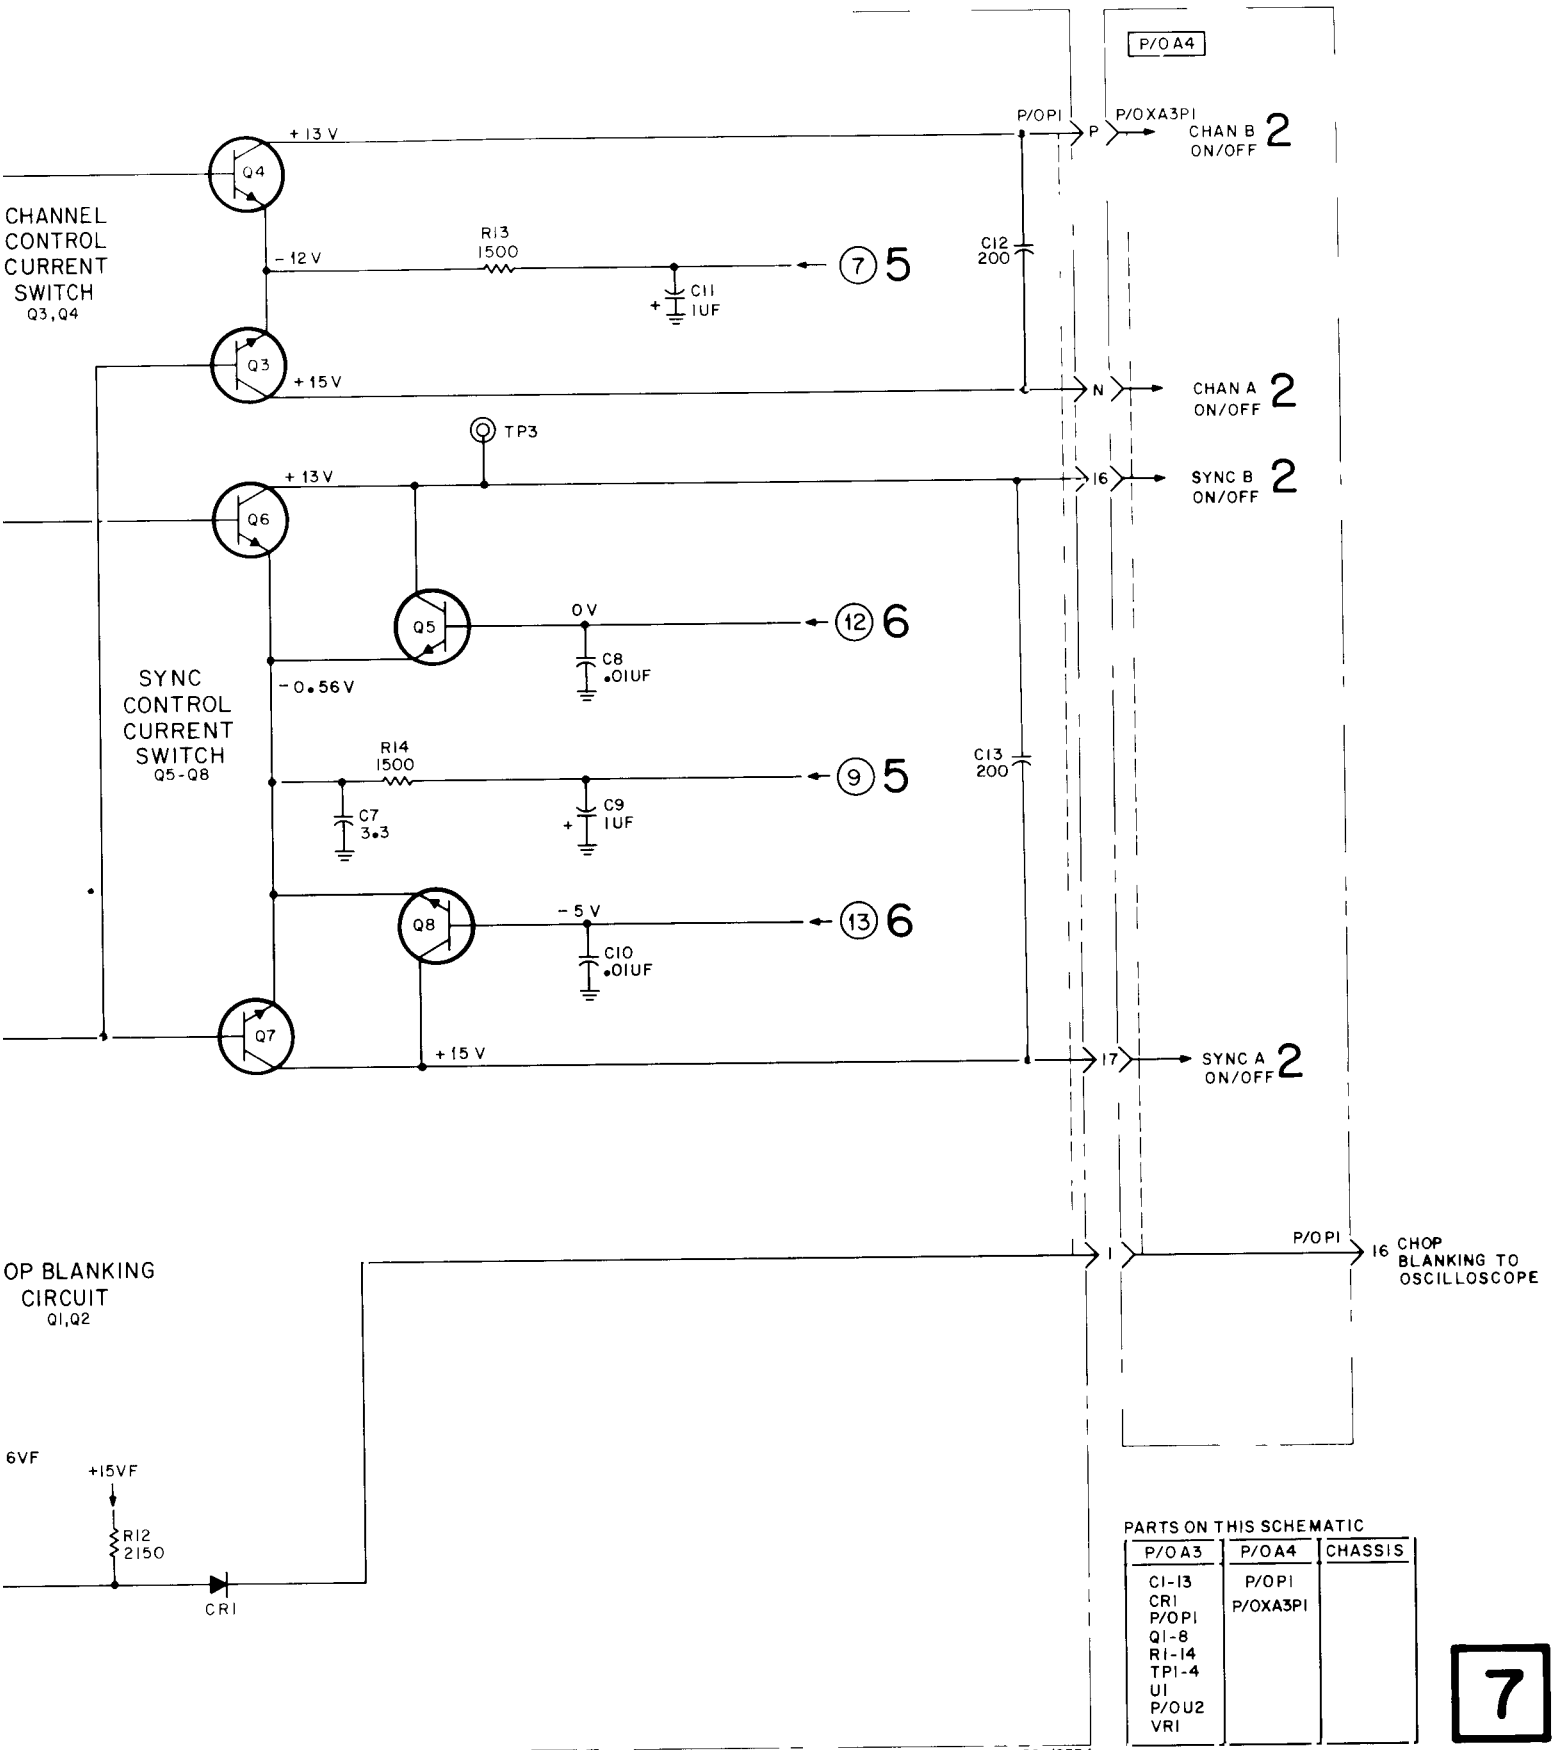 P/O A4
P/O P1
P
P/O XA3P1
CHAN B
ON/OFF 2
+13 V
Q4
CHANNEL
CONTROL
CURRENT
SWITCH
Q3,Q4
-12 V
R13
1500
7 5
C11
+ 1UF
C12
200
Q3
+15 V
N
CHAN A
ON/OFF 2
TP3
+13 V
16
SYNC B
ON/OFF 2
Q6
Q5
0 V
12 6
C8
.01UF
-0.56 V
SYNC
CONTROL
CURRENT
SWITCH
Q5-Q8
R14
1500
9 5
C7
3.3
C9
+ 1UF
C13
200
Q8
-5 V
13 6
C10
.01UF
Q7
+15 V
17
SYNC A
ON/OFF 2
1
P/O P1
16 CHOP
BLANKING TO
OSCILLOSCOPE
OP BLANKING
CIRCUIT
Q1,Q2
6VF
+15VF
R12
2150
CR1
PARTS ON THIS SCHEMATIC
P/O A3 P/O A4 CHASSIS
C1-13 P/O P1
CR1 P/O XA3P1
P/O P1
Q1-8
R1-14
TP1-4
U1
P/O U2
VR1
7